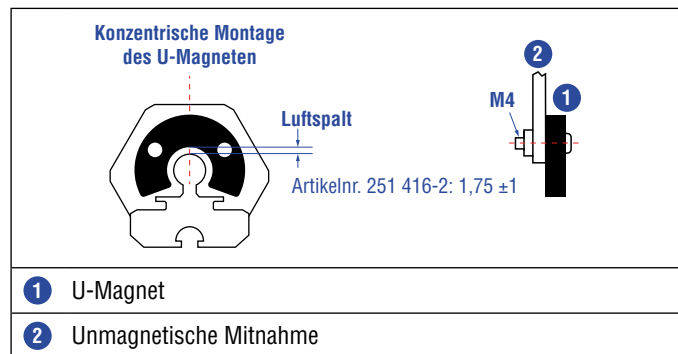 Konzentrische Montage
des U-Magneten
2
1
M4
Luftspalt
Artikelnr. 251 416-2: 1,75 ±1
1 U-Magnet
2 Unmagnetische Mitnahme